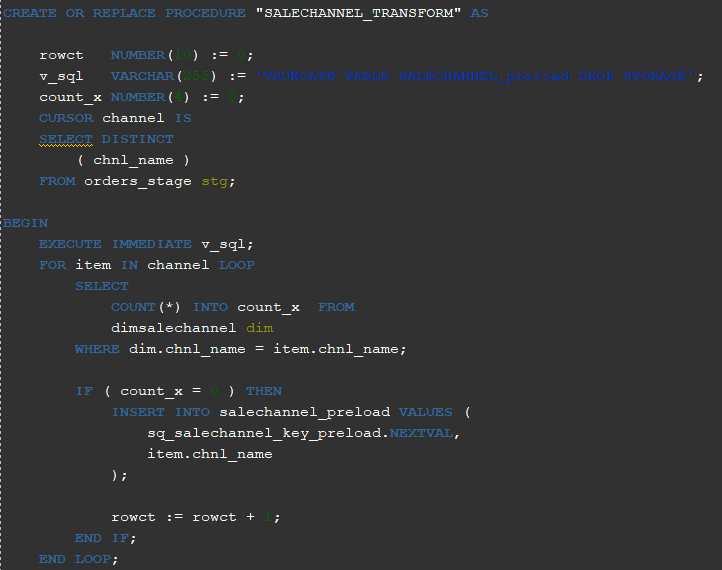 CREATE OR REPLACE PROCEDURE "SALECHANNEL_TRANSFORM" AS
rowct NUMBER(10) := 0;
v_sql VARCHAR(255) := 'TRUNCATE TABLE SALECHANNEL_preload DROP STORAGE';
count_x NUMBER(4) := 0;
CURSOR channel IS
SELECT DISTINCT
( chnl_name )
FROM orders_stage stg;
BEGIN
EXECUTE IMMEDIATE v_sql;
FOR item IN channel LOOP
SELECT
COUNT(*) INTO count_x FROM
dimsalechannel dim
WHERE dim.chnl_name = item.chnl_name;
IF ( count_x = 0 ) THEN
INSERT INTO salechannel_preload VALUES (
sq_salechannel_key_preload.NEXTVAL,
item.chnl_name
);
rowct := rowct + 1;
END IF;
END LOOP;